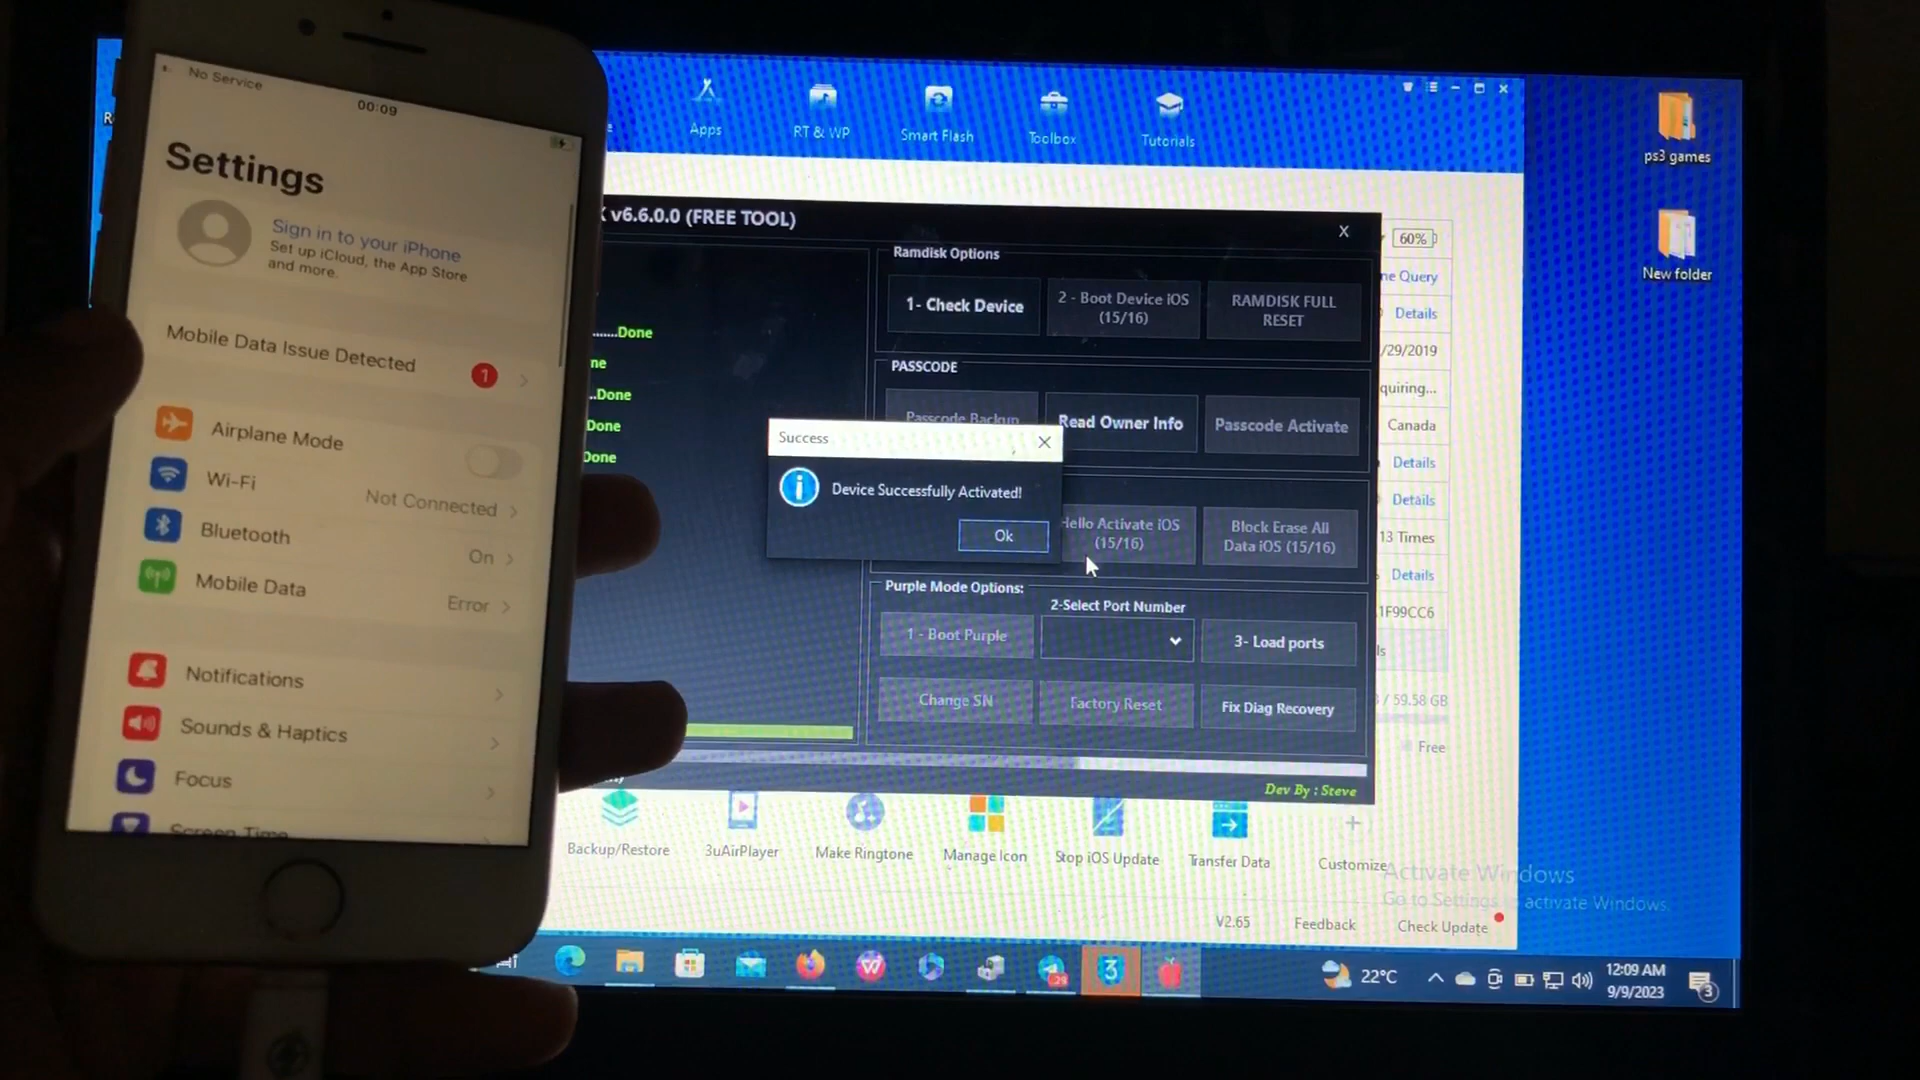 No Service
00:09
Settings
Sign in to your iPhone
Set up iCloud, the App Store
and more.
Mobile Data Issue Detected
1
Airplane Mode
Wi-Fi
Not Connected
Bluetooth
On
Mobile Data
Error
Notifications
Sounds & Haptics
Focus
Screen Time
Apps
RT & WP
Smart Flash
Toolbox
Tutorials
v6.6.0.0 (FREE TOOL)
X
.......Done
ne
..Done
Done
Done
Ramdisk Options
1- Check Device
2 - Boot Device iOS
(15/16)
RAMDISK FULL
RESET
PASSCODE
Passcode Backup
Read Owner Info
Passcode Activate
Success
Device Successfully Activated!
Ok
Hello Activate iOS
(15/16)
Block Erase All
Data iOS (15/16)
Purple Mode Options:
2-Select Port Number
1 - Boot Purple
3- Load ports
Change SN
Factory Reset
Fix Diag Recovery
Dev By : Steve
60%
ne Query
Details
/29/2019
quiring...
Canada
Details
Details
13 Times
Details
1F99CC6
ls
/ 59.58 GB
Free
Backup/Restore
3uAirPlayer
Make Ringtone
Manage Icon
Stop iOS Update
Transfer Data
Customize
Activate Windows
Go to Settings to activate Windows.
V2.65
Feedback
Check Update
ps3 games
New folder
22°C
12:09 AM
9/9/2023
3